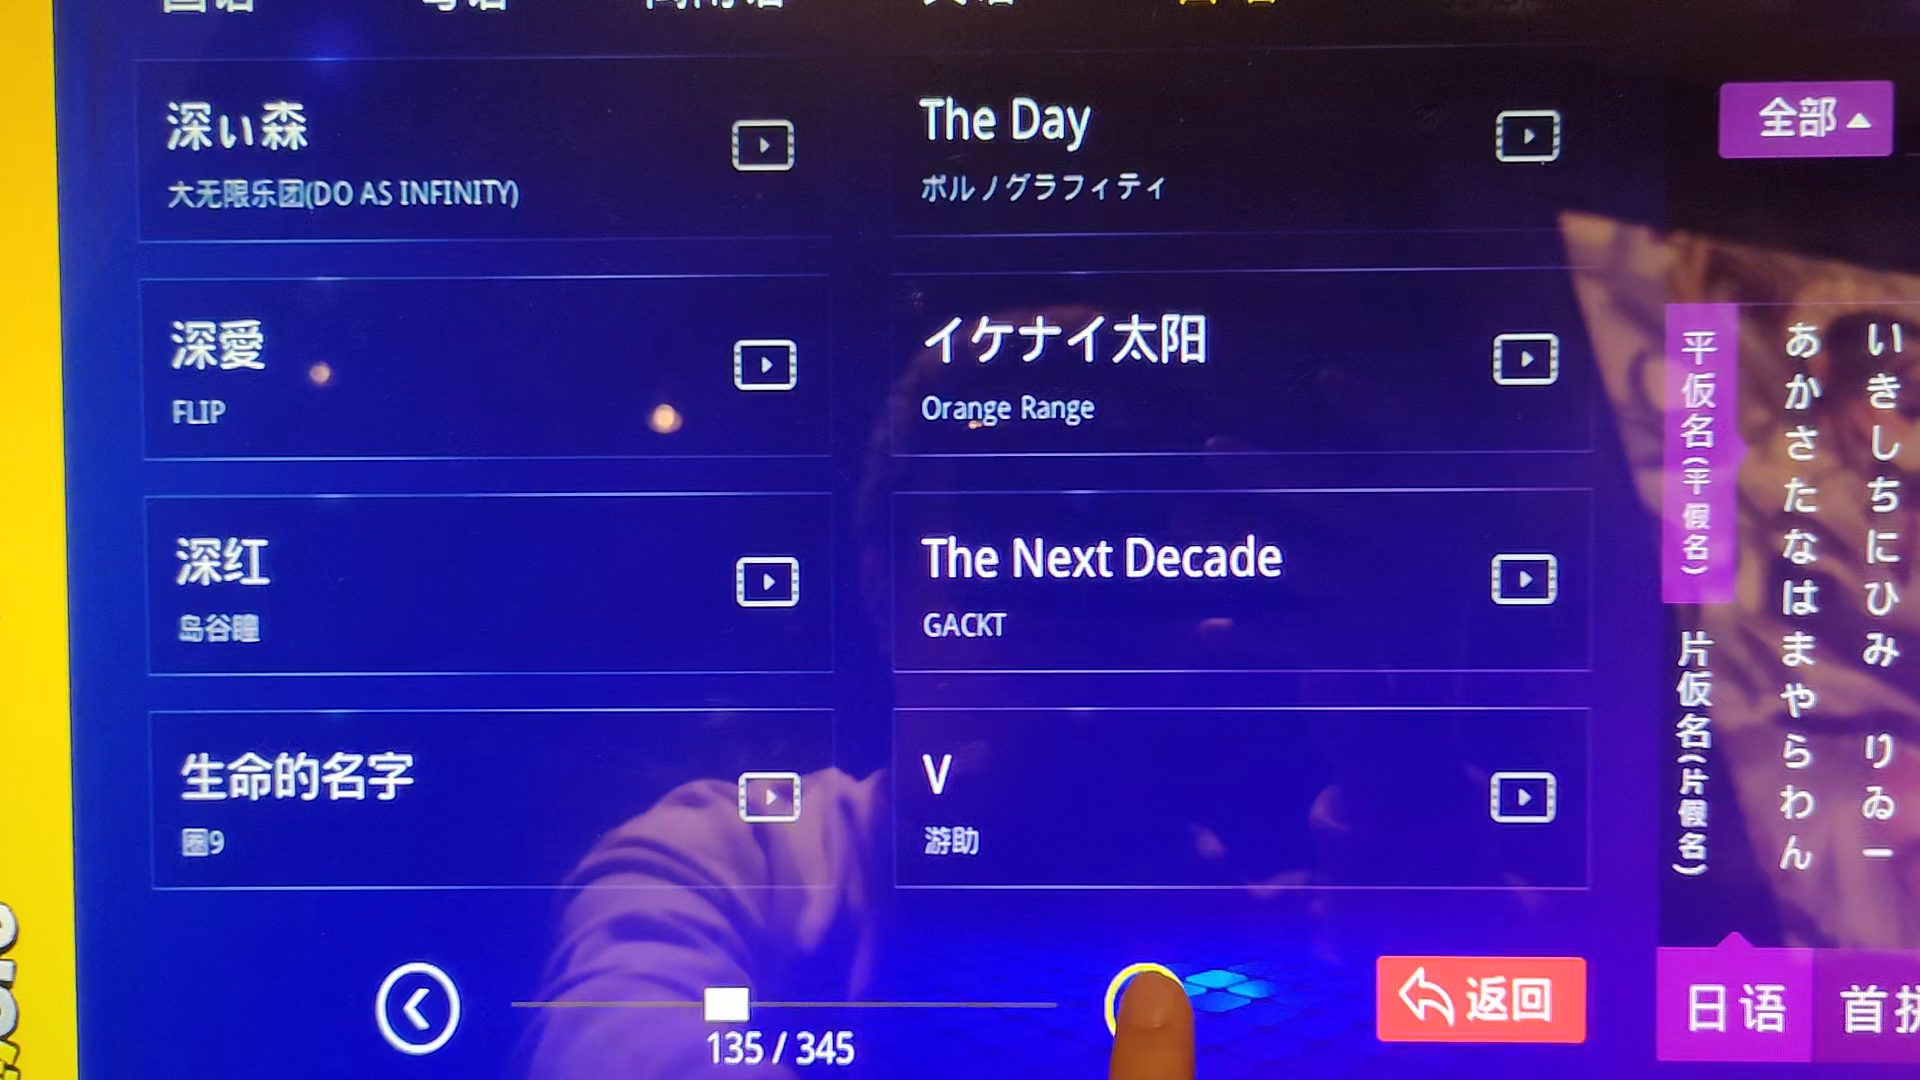 深い森
大无限乐团(DO AS INFINITY)
The Day
ポルノグラフィティ
全部
深愛
FLIP
イケナイ太阳
Orange Range
深红
岛谷瞳
The Next Decade
GACKT
生命的名字
圈9
V
游助
平仮名(平假名)
片仮名(片假名)
あかさたなはまやらわん
いきしちにひみ りゐー
135 / 345
返回
日语
首拼